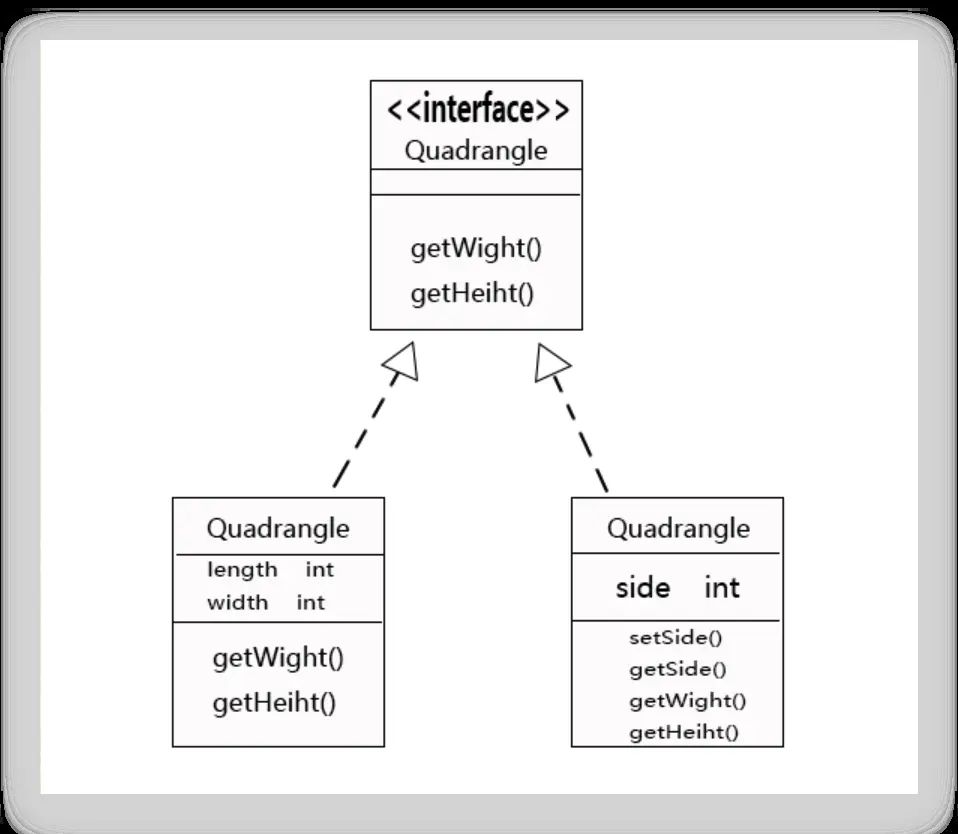 <<interface>>
Quadrangle
getWight()
getHeiht()
Quadrangle
length int
width int
getWight()
getHeiht()
Quadrangle
side int
setSide()
getSide()
getWight()
getHeiht()